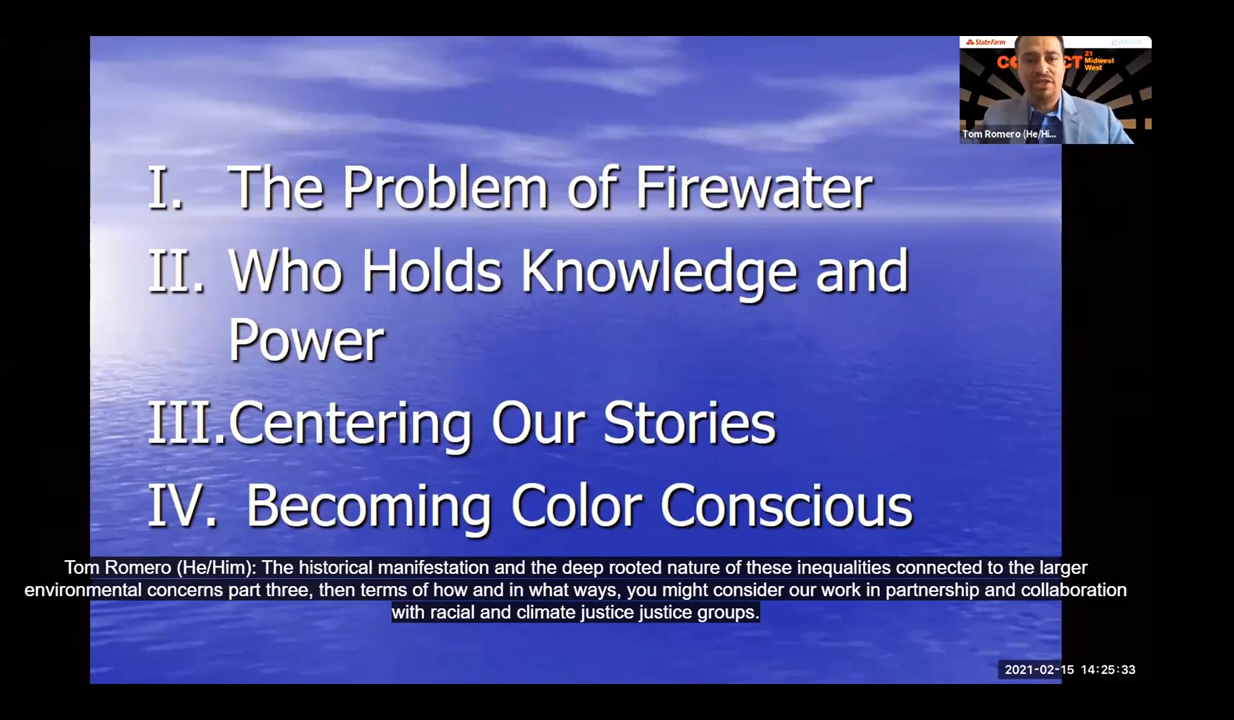 StateFarm
21
Midwest
West
Tom Romero (He/Hi...
I. The Problem of Firewater
II. Who Holds Knowledge and
Power
III.Centering Our Stories
IV. Becoming Color Conscious
Tom Romero (He/Him): The historical manifestation and the deep rooted nature of these inequalities connected to the larger
environmental concerns part three, then terms of how and in what ways, you might consider our work in partnership and collaboration
with racial and climate justice justice groups.
2021-02-15 14:25:33